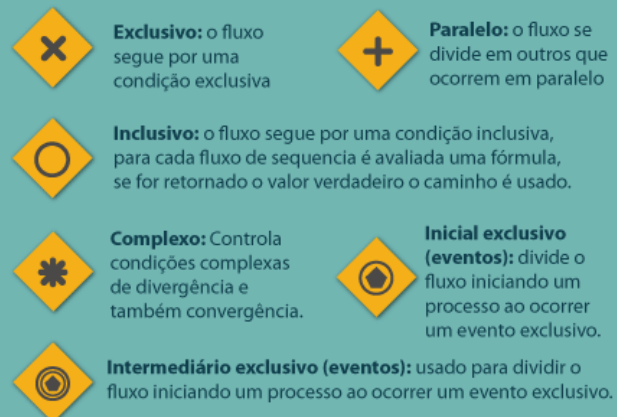 Exclusivo: o fluxo
segue por uma
condição exclusiva
Paralelo: o fluxo se
divide em outros que
ocorrem em paralelo
Inclusivo: o fluxo segue por uma condição inclusiva,
para cada fluxo de sequencia é avaliada uma fórmula,
se for retornado o valor verdadeiro o caminho é usado.
Complexo: Controla
condições complexas
de divergência e
também convergência.
Inicial exclusivo
(eventos): divide o
fluxo iniciando um
processo ao ocorrer
um evento exclusivo.
Intermediário exclusivo (eventos): usado para dividir o
fluxo iniciando um processo ao ocorrer um evento exclusivo.